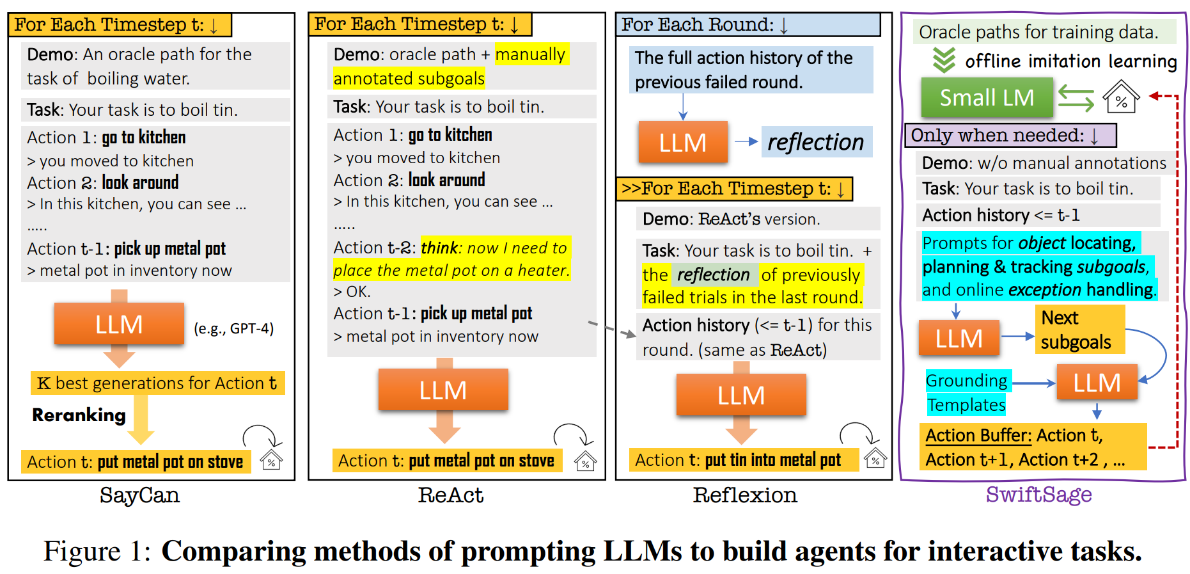 For Each Timestep t: ↓
Demo: An oracle path for the
task of boiling water.
Task: Your task is to boil tin.
Action 1: go to kitchen
> you moved to kitchen
Action 2: look around
> In this kitchen, you can see ...
.....
Action t-1: pick up metal pot
> metal pot in inventory now
LLM
(e.g., GPT-4)
K best generations for Action t
Reranking
Action t: put metal pot on stove
%
SayCan
For Each Timestep t: ↓
Demo: oracle path + manually
annotated subgoals
Task: Your task is to boil tin.
Action 1: go to kitchen
> you moved to kitchen
Action 2: look around
> In this kitchen, you can see ...
.....
Action t-2: think: now I need to
place the metal pot on a heater.
> OK.
Action t-1: pick up metal pot
> metal pot in inventory now
LLM
Action t: put metal pot on stove
%
ReAct
For Each Round: ↓
The full action history of the
previous failed round.
LLM
reflection
>>For Each Timestep t: ↓
Demo: ReAct's version.
Task: Your task is to boil tin. +
the reflection of previously
failed trials in the last round.
Action history (<= t-1) for this
round. (same as ReAct)
LLM
Action t: put tin into metal pot
%
Reflexion
Oracle paths for training data.
offline imitation learning
Small LM
%
Only when needed: ↓
Demo: w/o manual annotations
Task: Your task is to boil tin.
Action history <= t-1
Prompts for object locating,
planning & tracking subgoals,
and online exception handling.
LLM
Next
subgoals
Grounding
Templates
LLM
Action Buffer: Action t,
Action t+1, Action t+2 , ...
SwiftSage
Figure 1: Comparing methods of prompting LLMs to build agents for interactive tasks.